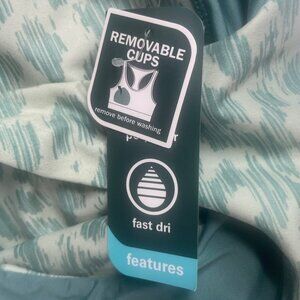 REMOVABLE
CUPS
remove before washing
fast dri
features